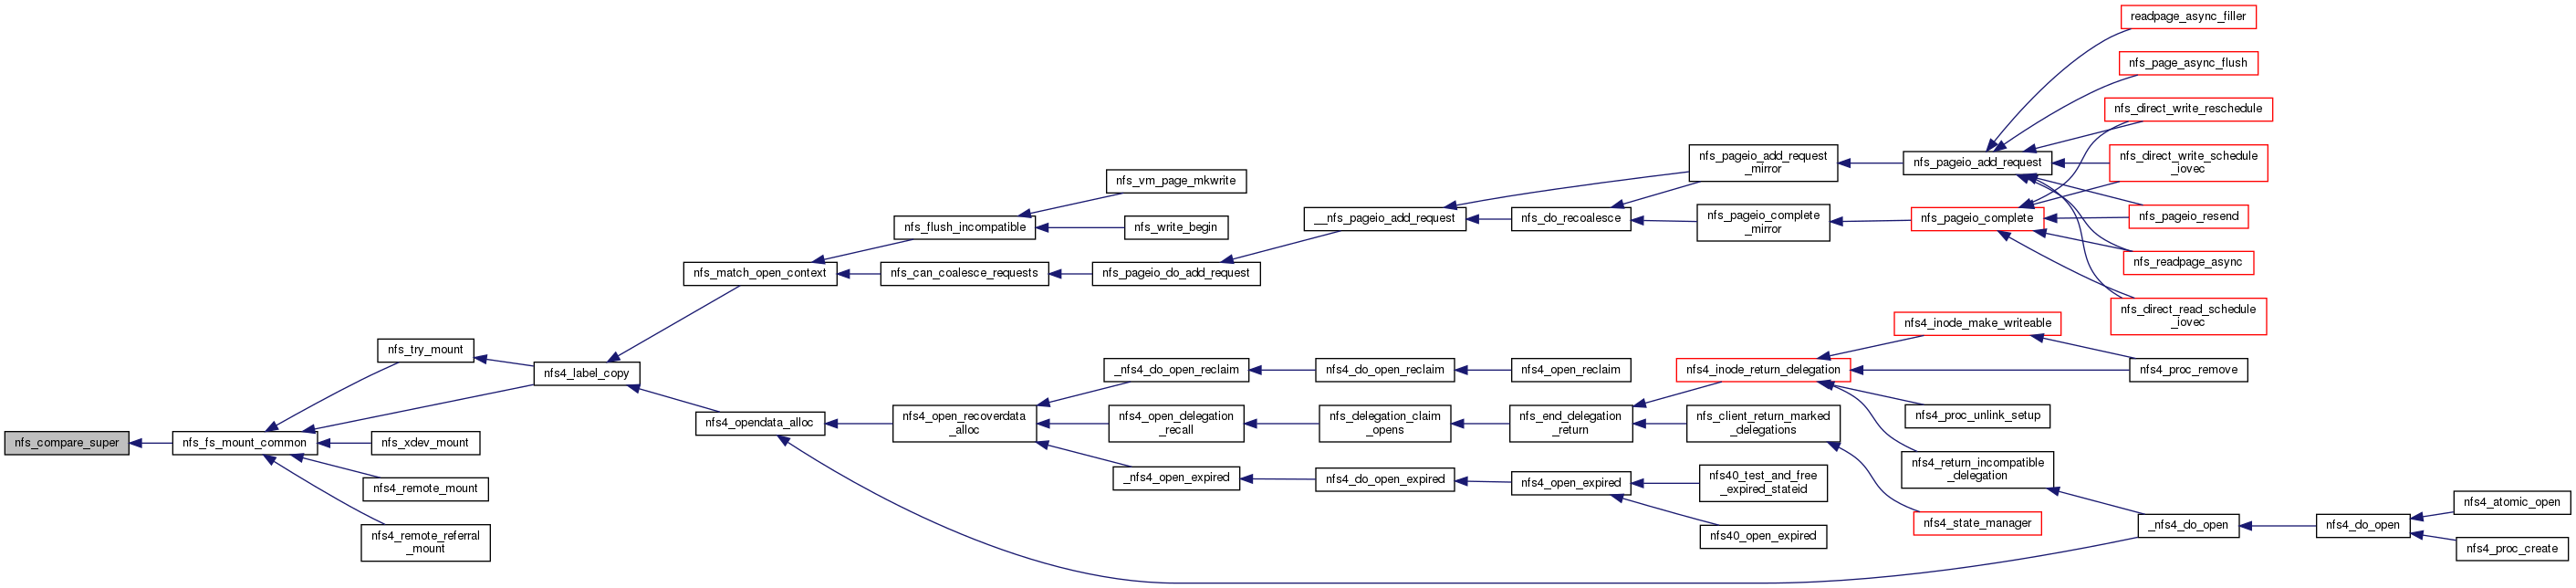 readpage_async_filler
nfs_page_async_flush
nfs_direct_write_reschedule
nfs_pageio_add_request
_mirror
nfs_pageio_add_request
nfs_direct_write_schedule
_iovec
nfs_vm_page_mkwrite
nfs_flush_incompatible
nfs_write_begin
__nfs_pageio_add_request
nfs_do_recoalesce
nfs_pageio_complete
_mirror
nfs_pageio_complete
nfs_pageio_resend
nfs_match_open_context
nfs_can_coalesce_requests
nfs_pageio_do_add_request
nfs_readpage_async
nfs_direct_read_schedule
_iovec
nfs4_inode_make_writeable
nfs_try_mount
nfs4_label_copy
_nfs4_do_open_reclaim
nfs4_do_open_reclaim
nfs4_open_reclaim
nfs4_inode_return_delegation
nfs4_proc_remove
nfs4_opendata_alloc
nfs4_open_recoverdata
_alloc
nfs4_open_delegation
_recall
nfs_delegation_claim
_opens
nfs_end_delegation
_return
nfs_client_return_marked
_delegations
nfs4_proc_unlink_setup
nfs_compare_super
nfs_fs_mount_common
nfs_xdev_mount
nfs4_return_incompatible
_delegation
nfs4_remote_mount
_nfs4_open_expired
nfs4_do_open_expired
nfs4_open_expired
nfs40_test_and_free
_expired_stateid
nfs4_atomic_open
nfs4_remote_referral
_mount
nfs40_open_expired
nfs4_state_manager
_nfs4_do_open
nfs4_do_open
nfs4_proc_create